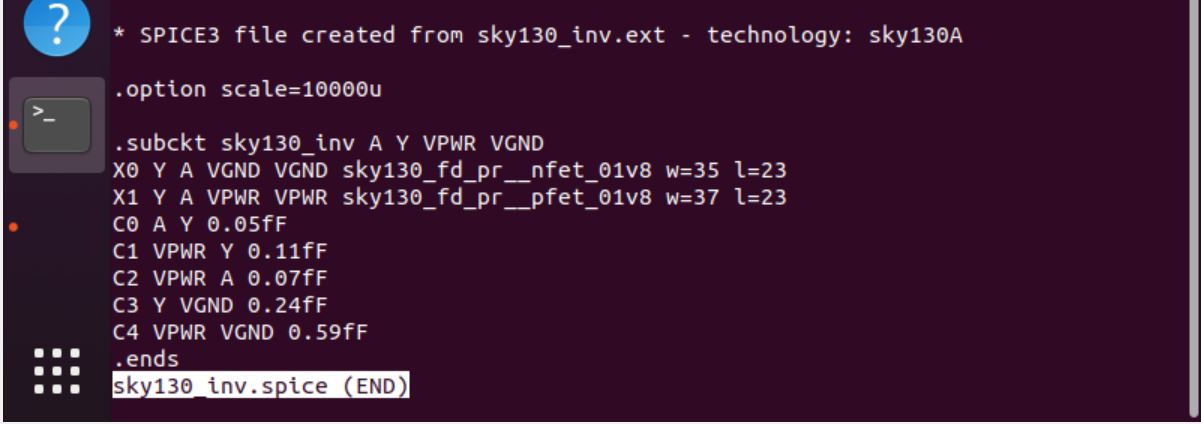 ?
* SPICE3 file created from sky130_inv.ext - technology: sky130A
.option scale=10000u
>_
.subckt sky130_inv A Y VPWR VGND
X0 Y A VGND VGND sky130_fd_pr__nfet_01v8 w=35 l=23
X1 Y A VPWR VPWR sky130_fd_pr__pfet_01v8 w=37 l=23
C0 A Y 0.05fF
C1 VPWR Y 0.11fF
C2 VPWR A 0.07fF
C3 Y VGND 0.24fF
C4 VPWR VGND 0.59fF
.ends
sky130_inv.spice (END)